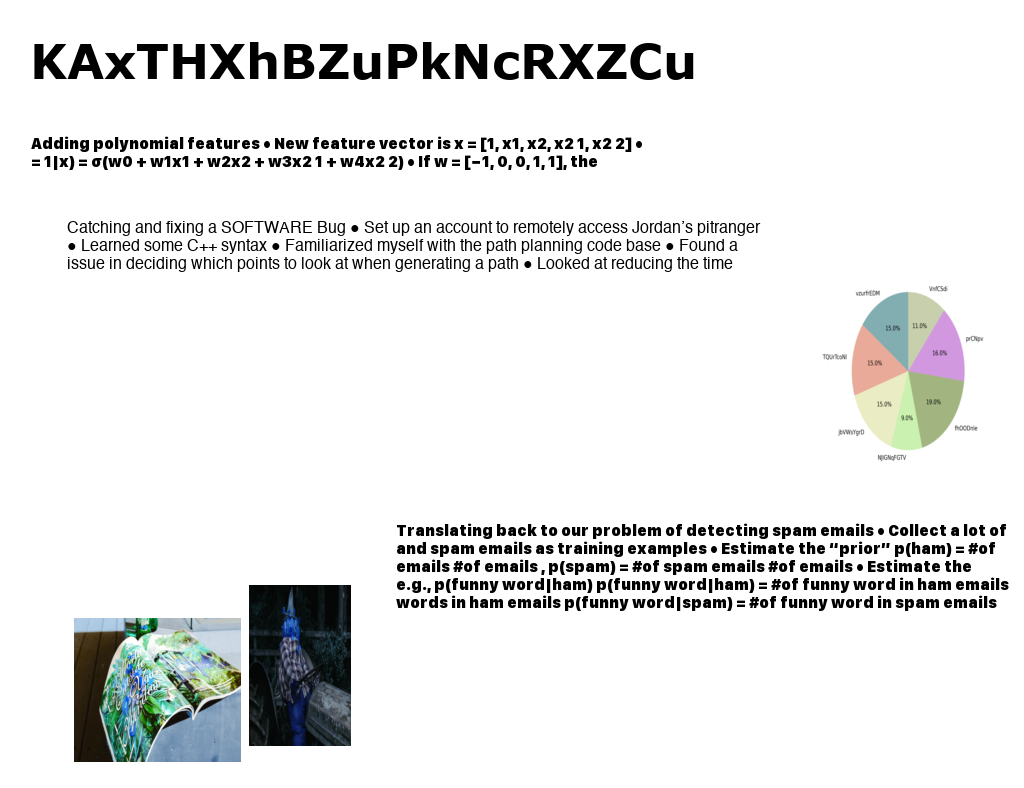 KAxTHXhBZuPkNcRXZCu
Adding polynomial features • New feature vector is x = [1, x1, x2, x2 1, x2 2] •
= 1|x) = σ(w0 + w1x1 + w2x2 + w3x2 1 + w4x2 2) • If w = [−1, 0, 0, 1, 1], the
Catching and fixing a SOFTWARE Bug ● Set up an account to remotely access Jordan’s pitranger
● Learned some C++ syntax ● Familiarized myself with the path planning code base ● Found a
issue in deciding which points to look at when generating a path ● Looked at reducing the time
vzurfrEDM
VnfCSdi
15.0%
11.0%
prCNpv
16.0%
TQUrTcoNl
15.0%
15.0%
19.0%
9.0%
fhOODnie
jbVWsYgrD
NJIGNqFGTV
Translating back to our problem of detecting spam emails • Collect a lot of
and spam emails as training examples • Estimate the “prior” p(ham) = #of
emails #of emails , p(spam) = #of spam emails #of emails • Estimate the
e.g., p(funny word|ham) p(funny word|ham) = #of funny word in ham emails
words in ham emails p(funny word|spam) = #of funny word in spam emails